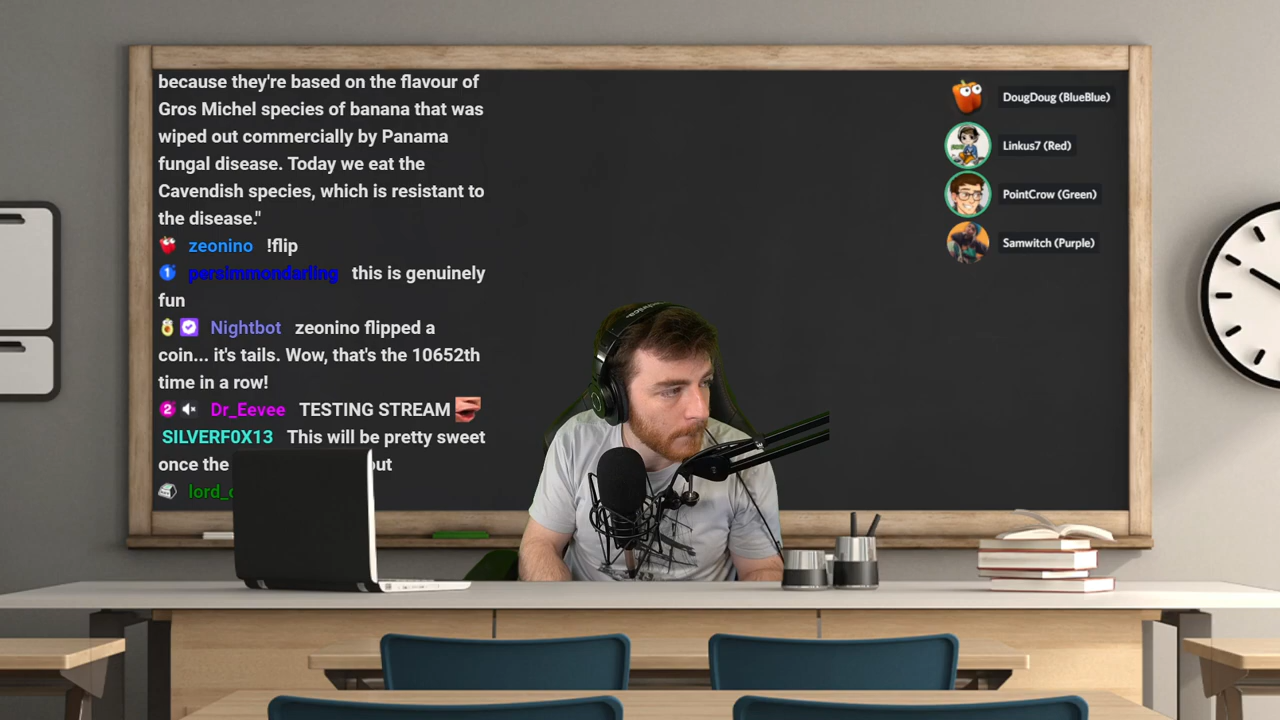 because they're based on the flavour of
Gros Michel species of banana that was
wiped out commercially by Panama
fungal disease. Today we eat the
Cavendish species, which is resistant to
the disease."
zeonino !flip
1 persimmondarling this is genuinely
fun
Nightbot zeonino flipped a
coin... it's tails. Wow, that's the 10652th
time in a row!
2 Dr_Eevee TESTING STREAM
SILVERF0X13 This will be pretty sweet
once the
lord_
DougDoug (BlueBlue)
Linkus7 (Red)
PointCrow (Green)
Samwitch (Purple)